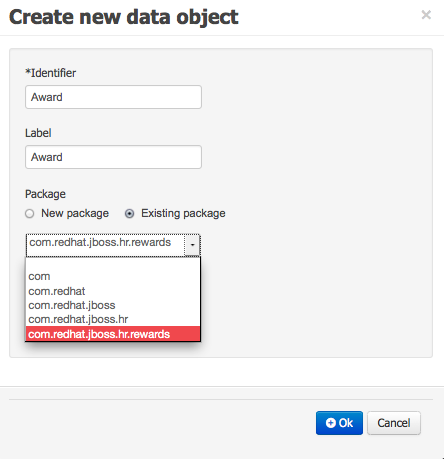 Create new data object
×
*Identifier
Award
Label
Award
Package
New package Existing package
com.redhat.jboss.hr.rewards
com
com.redhat
com.redhat.jboss
com.redhat.jboss.hr
com.redhat.jboss.hr.rewards
Ok Cancel